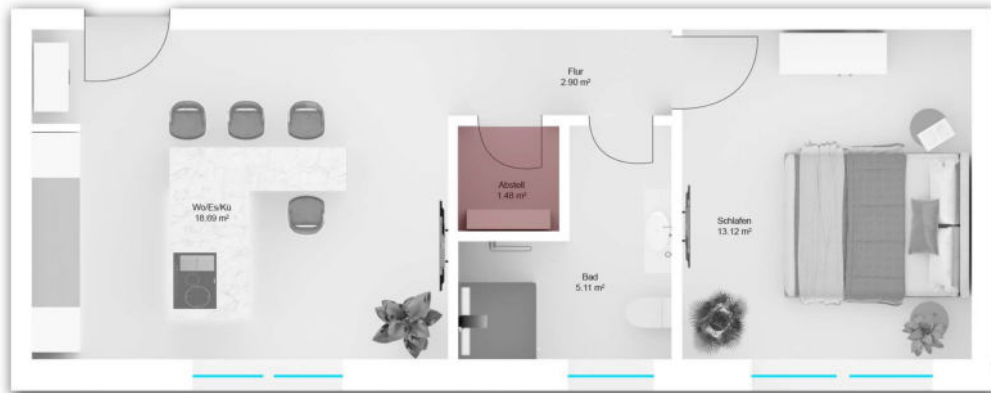 Flur
2.90 m²
Abstell
1.48 m²
Wo/Es/Kü
18.69 m²
Schlafen
13.12 m²
Bad
5.11 m²